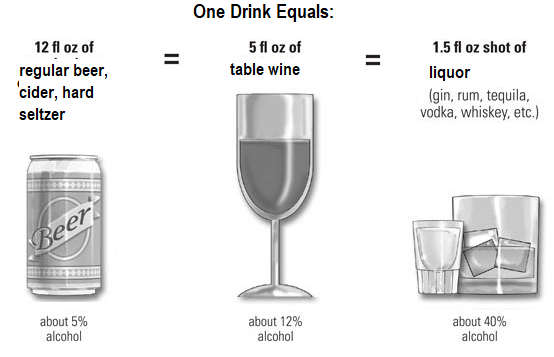 One Drink Equals:
12 fl oz of
regular beer,
cider, hard
seltzer
=
5 fl oz of
table wine
=
1.5 fl oz shot of
liquor
(gin, rum, tequila,
vodka, whiskey, etc.)
Beer
about 5%
alcohol
about 12%
alcohol
about 40%
alcohol